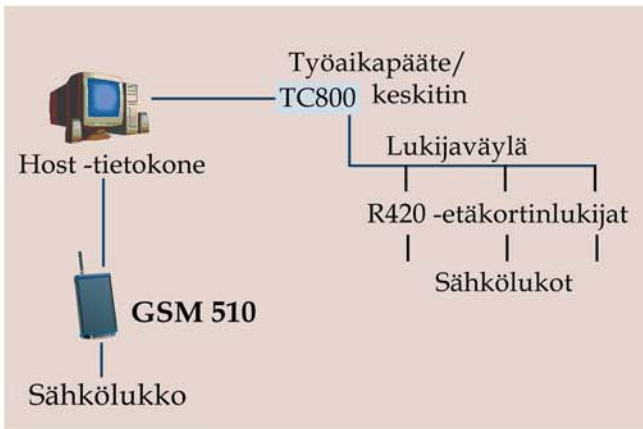 Työaikapääte/
TC800 keskitin
Host -tietokone
Lukijaväylä
R420 -etäkortinlukijat
Sähkölukot
GSM 510
Sähkölukko